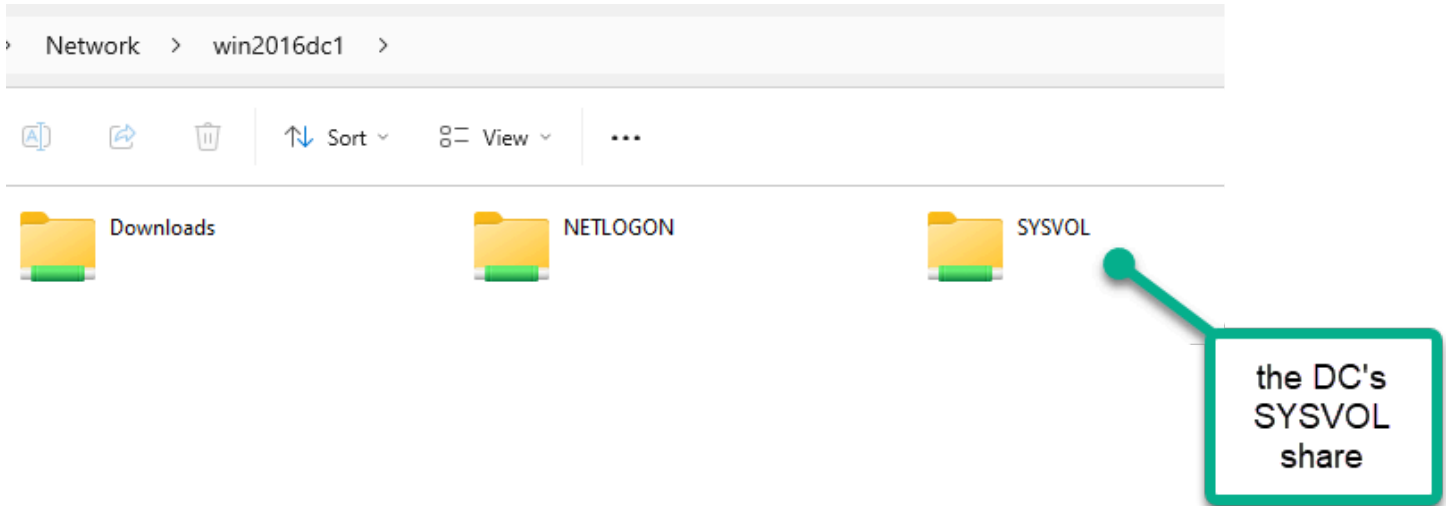 Network > win2016dc1 >
Sort View ...
Downloads NETLOGON SYSVOL
the DC's
SYSVOL
share